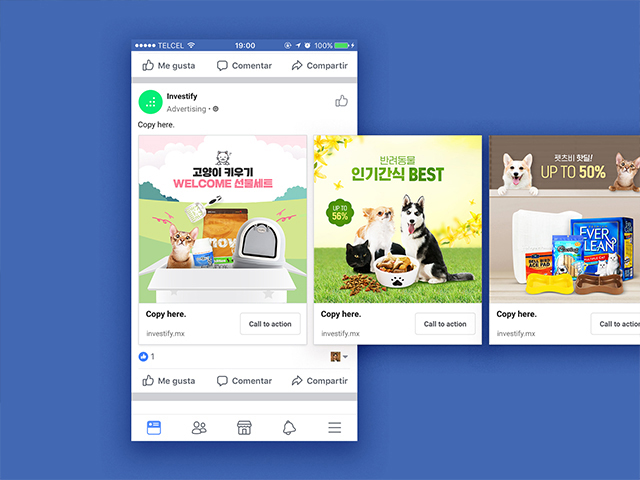 TELCEL
19:00
100%
Me gusta
Comentar
Compartir
Investify
Advertising
Copy here.
고양이 키우기
WELCOME 선물세트
now
반려동물
인기간식 BEST
UP TO
56%
펫츠비 핫딜!
UP TO 50%
EVER
CLEAN
Copy here.
investify.mx
Call to action
Copy here.
investify.mx
Call to action
Copy here.
investify.mx
Call to action
1
Me gusta
Comentar
Compartir